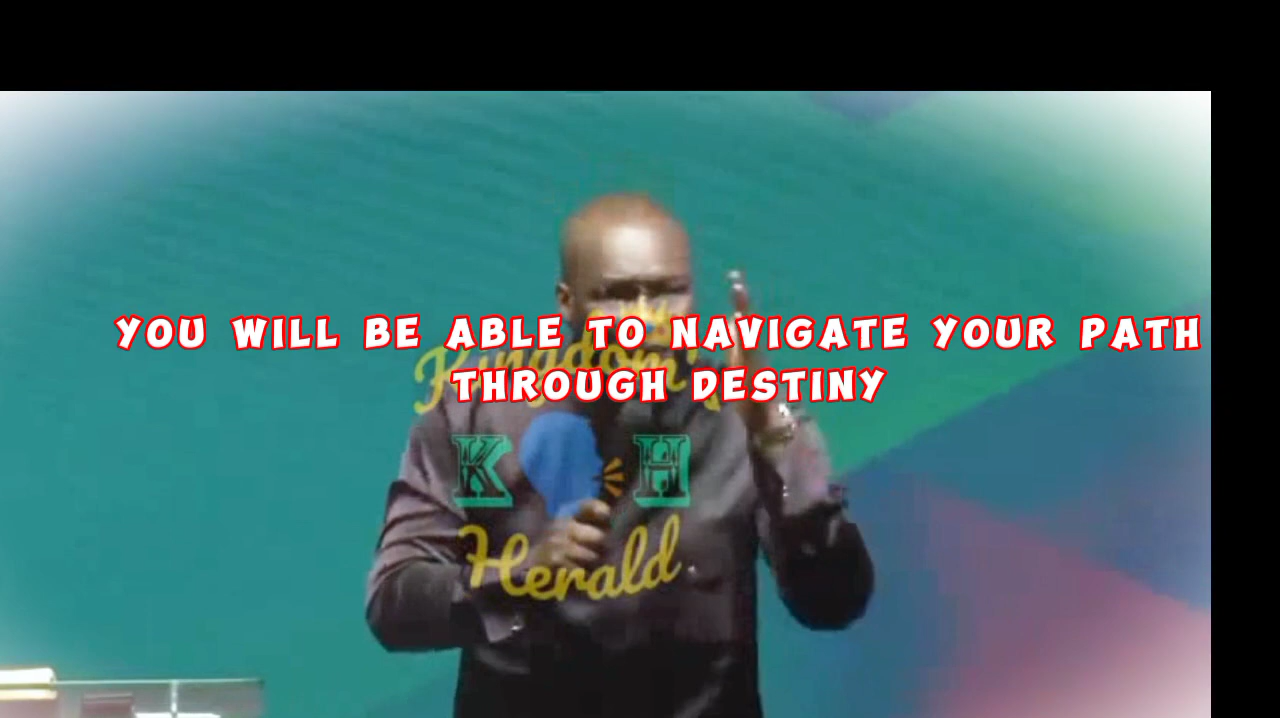 YOU WILL BE ABLE TO NAVIGATE YOUR PATH
THROUGH DESTINY
Kingdom
K H
Herald